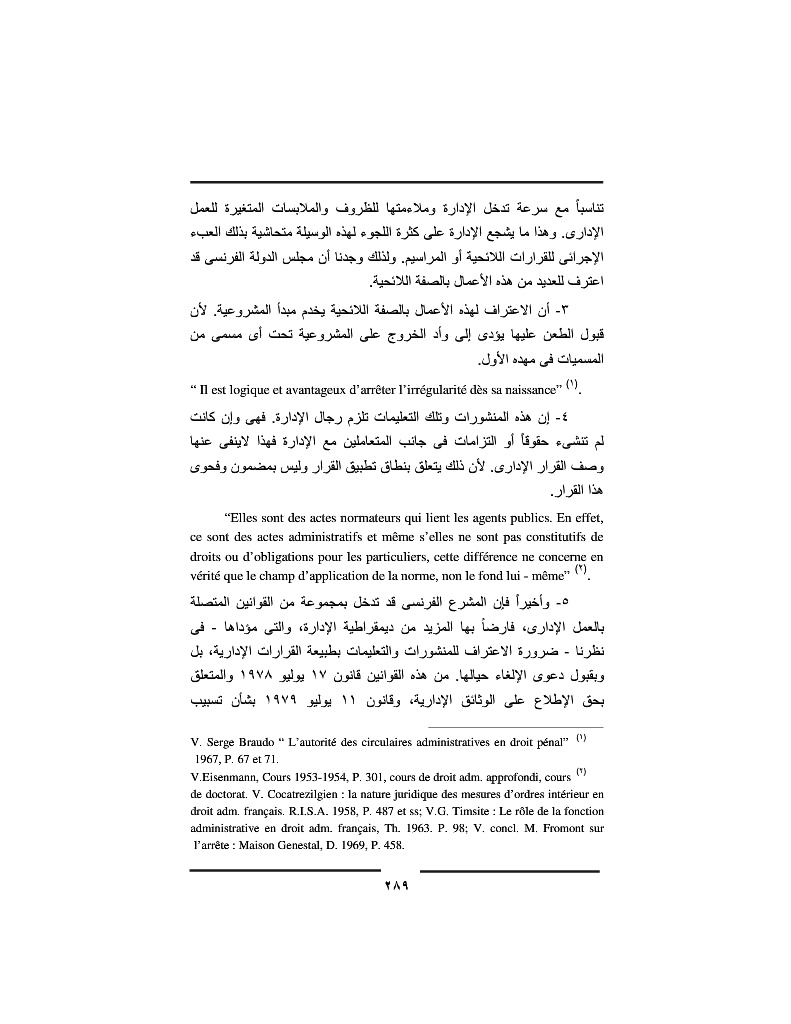 تناسباً مع سرعة تدخل الإدارة وملاءمتها للظروف والملابسات المتغيرة للعمل
الإدارى. وهذا ما يشجع الإدارة على كثرة اللجوء لهذه الوسيلة متحاشية بذلك العبء
الإجرائى للقرارات اللائحية أو المراسيم. ولذلك وجدنا أن مجلس الدولة الفرنسى قد
اعترف للعديد من هذه الأعمال بالصفة اللائحية.
٣- أن الاعتراف لهذه الأعمال بالصفة اللائحية يخدم مبدأ المشروعية. لأن
قبول الطعن عليها يؤدى إلى وأد الخروج على المشروعية تحت أى مسمى من
المسميات فى مهده الأول.
“ Il est logique et avantageux d’arrêter l’irrégularité dès sa naissance” (١).
٤- إن هذه المنشورات وتلك التعليمات تلزم رجال الإدارة. فهى وإن كانت
لم تنشىء حقوقاً أو التزامات فى جانب المتعاملين مع الإدارة فهذا لاينفى عنها
وصف القرار الإدارى. لأن ذلك يتعلق بنطاق تطبيق القرار وليس بمضمون وفحوى
هذا القرار.
“Elles sont des actes normateurs qui lient les agents publics. En effet,
ce sont des actes administratifs et même s’elles ne sont pas constitutifs de
droits ou d’obligations pour les particuliers, cette différence ne concerne en
vérité que le champ d’application de la norme, non le fond lui - même” (٢).
٥- وأخيراً فإن المشرع الفرنسى قد تدخل بمجموعة من القوانين المتصلة
بالعمل الإدارى، فارضاً بها المزيد من ديمقراطية الإدارة، والتى مؤداها - فى
نظرنا - ضرورة الاعتراف للمنشورات والتعليمات بطبيعة القرارات الإدارية، بل
وبقبول دعوى الإلغاء حيالها. من هذه القوانين قانون ١٧ يوليو ١٩٧٨ والمتعلق
بحق الإطلاع على الوثائق الإدارية، وقانون ١١ يوليو ١٩٧٩ بشأن تسبيب
V. Serge Braudo “ L’autorité des circulaires administratives en droit pénal” (١)
1967, P. 67 et 71.
V.Eisenmann, Cours 1953-1954, P. 301, cours de droit adm. approfondi, cours (٢)
de doctorat. V. Cocatrezilgien : la nature juridique des mesures d’ordres intérieur en
droit adm. français. R.I.S.A. 1958, P. 487 et ss; V.G. Timsite : Le rôle de la fonction
administrative en droit adm. français, Th. 1963. P. 98; V. concl. M. Fromont sur
l’arrête : Maison Genestal, D. 1969, P. 458.
٢٨٩